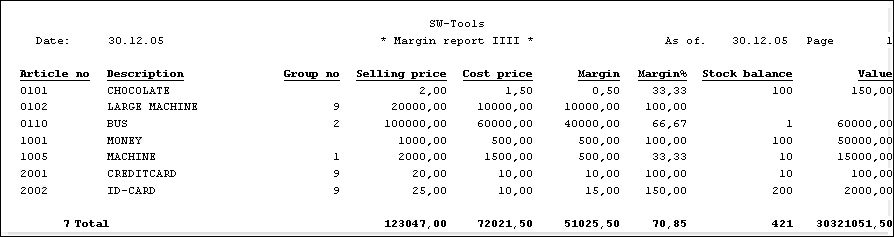 SW-Tools
Date: 30.12.05 * Margin report IIII * As of. 30.12.05 Page 1
Article no Description Group no Selling price Cost price Margin Margin% Stock balance Value
0101 CHOCOLATE 2,00 1,50 0,50 33,33 100 150,00
0102 LARGE MACHINE 9 20000,00 10000,00 10000,00 100,00
0110 BUS 2 100000,00 60000,00 40000,00 66,67 1 60000,00
1001 MONEY 1000,00 500,00 500,00 100,00 100 50000,00
1005 MACHINE 1 2000,00 1500,00 500,00 33,33 10 15000,00
2001 CREDITCARD 9 20,00 10,00 10,00 100,00 10 100,00
2002 ID-CARD 9 25,00 10,00 15,00 150,00 200 2000,00
7 Total 123047,00 72021,50 51025,50 70,85 421 30321051,50